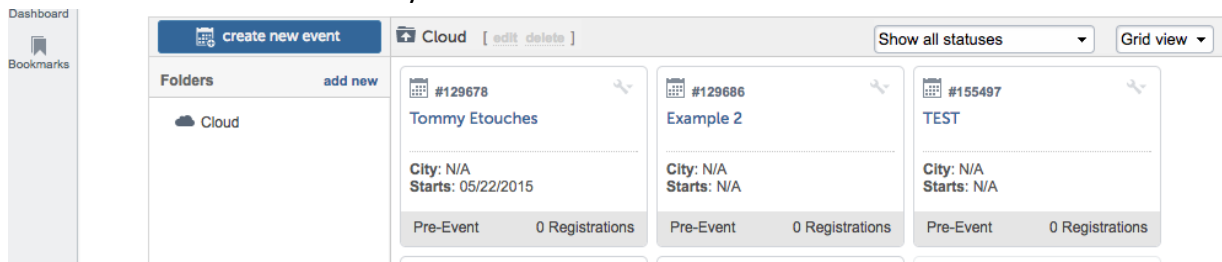 Dashboard
Bookmarks
create new event
Folders add new
Cloud
Cloud [ edit delete ]
Show all statuses
Grid view
#129678
Tommy Etouches
City: N/A
Starts: 05/22/2015
Pre-Event 0 Registrations
#129686
Example 2
City: N/A
Starts: N/A
Pre-Event 0 Registrations
#155497
TEST
City: N/A
Starts: N/A
Pre-Event 0 Registrations